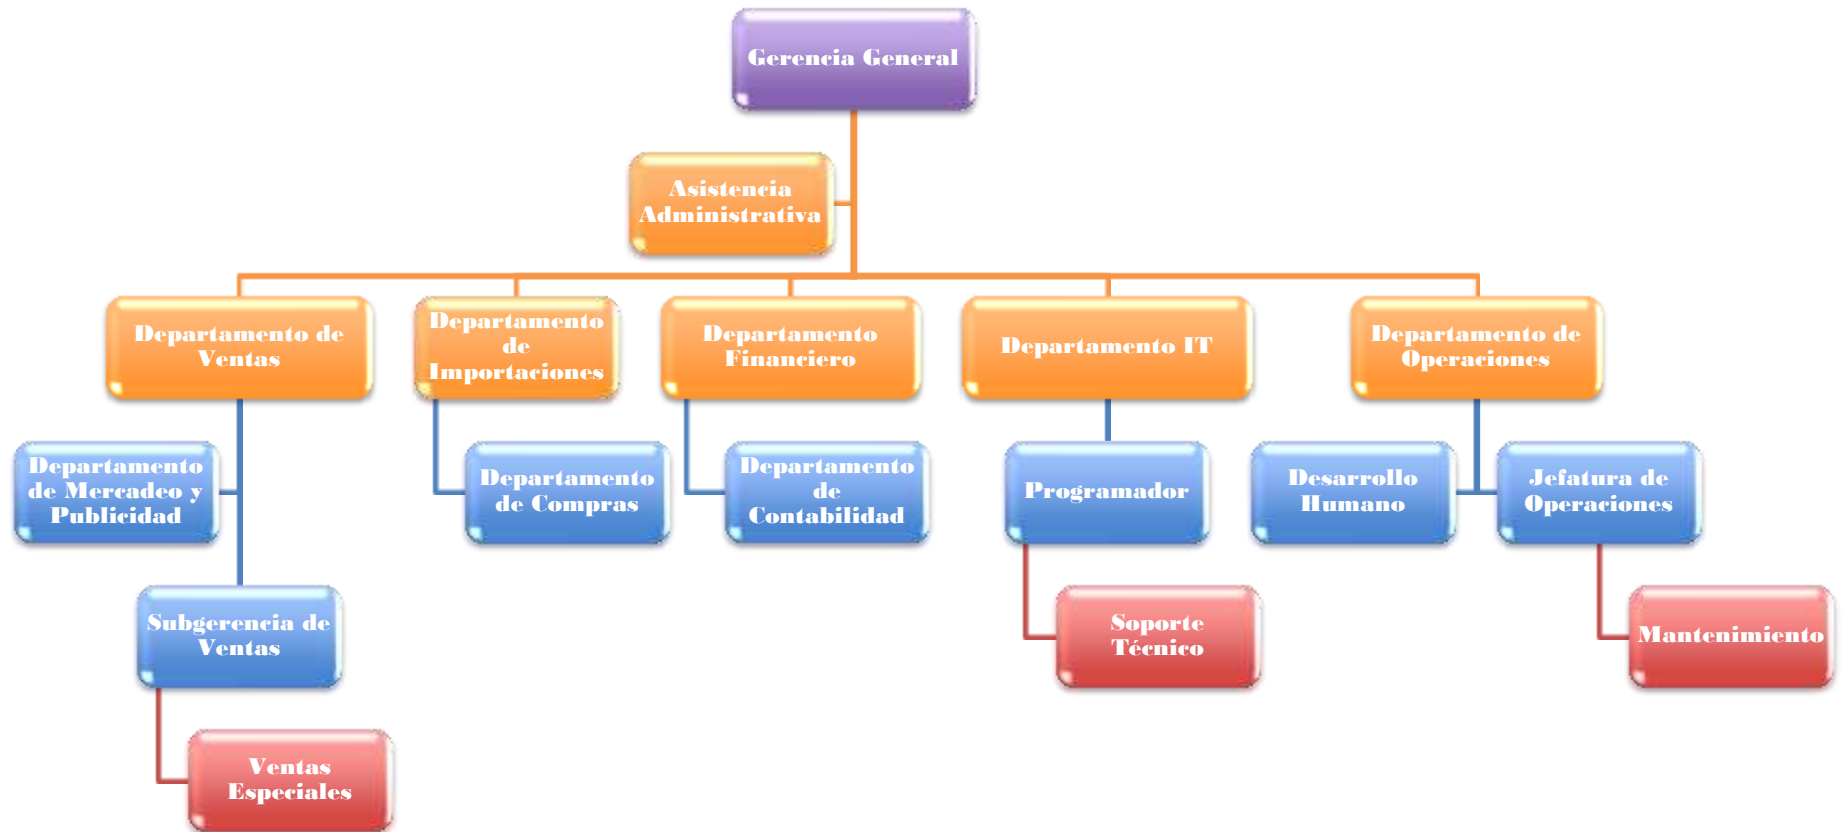 Gerencia General
Asistencia
Administrativa
Departamento de
Ventas
Departamento
de
Importaciones
Departamento
Financiero
Departamento IT
Departamento de
Operaciones
Departamento
de Mercadeo y
Publicidad
Departamento
de Compras
Departamento
de
Contabilidad
Programador
Desarrollo
Humano
Jefatura de
Operaciones
Subgerencia de
Ventas
Soporte
Técnico
Mantenimiento
Ventas
Especiales